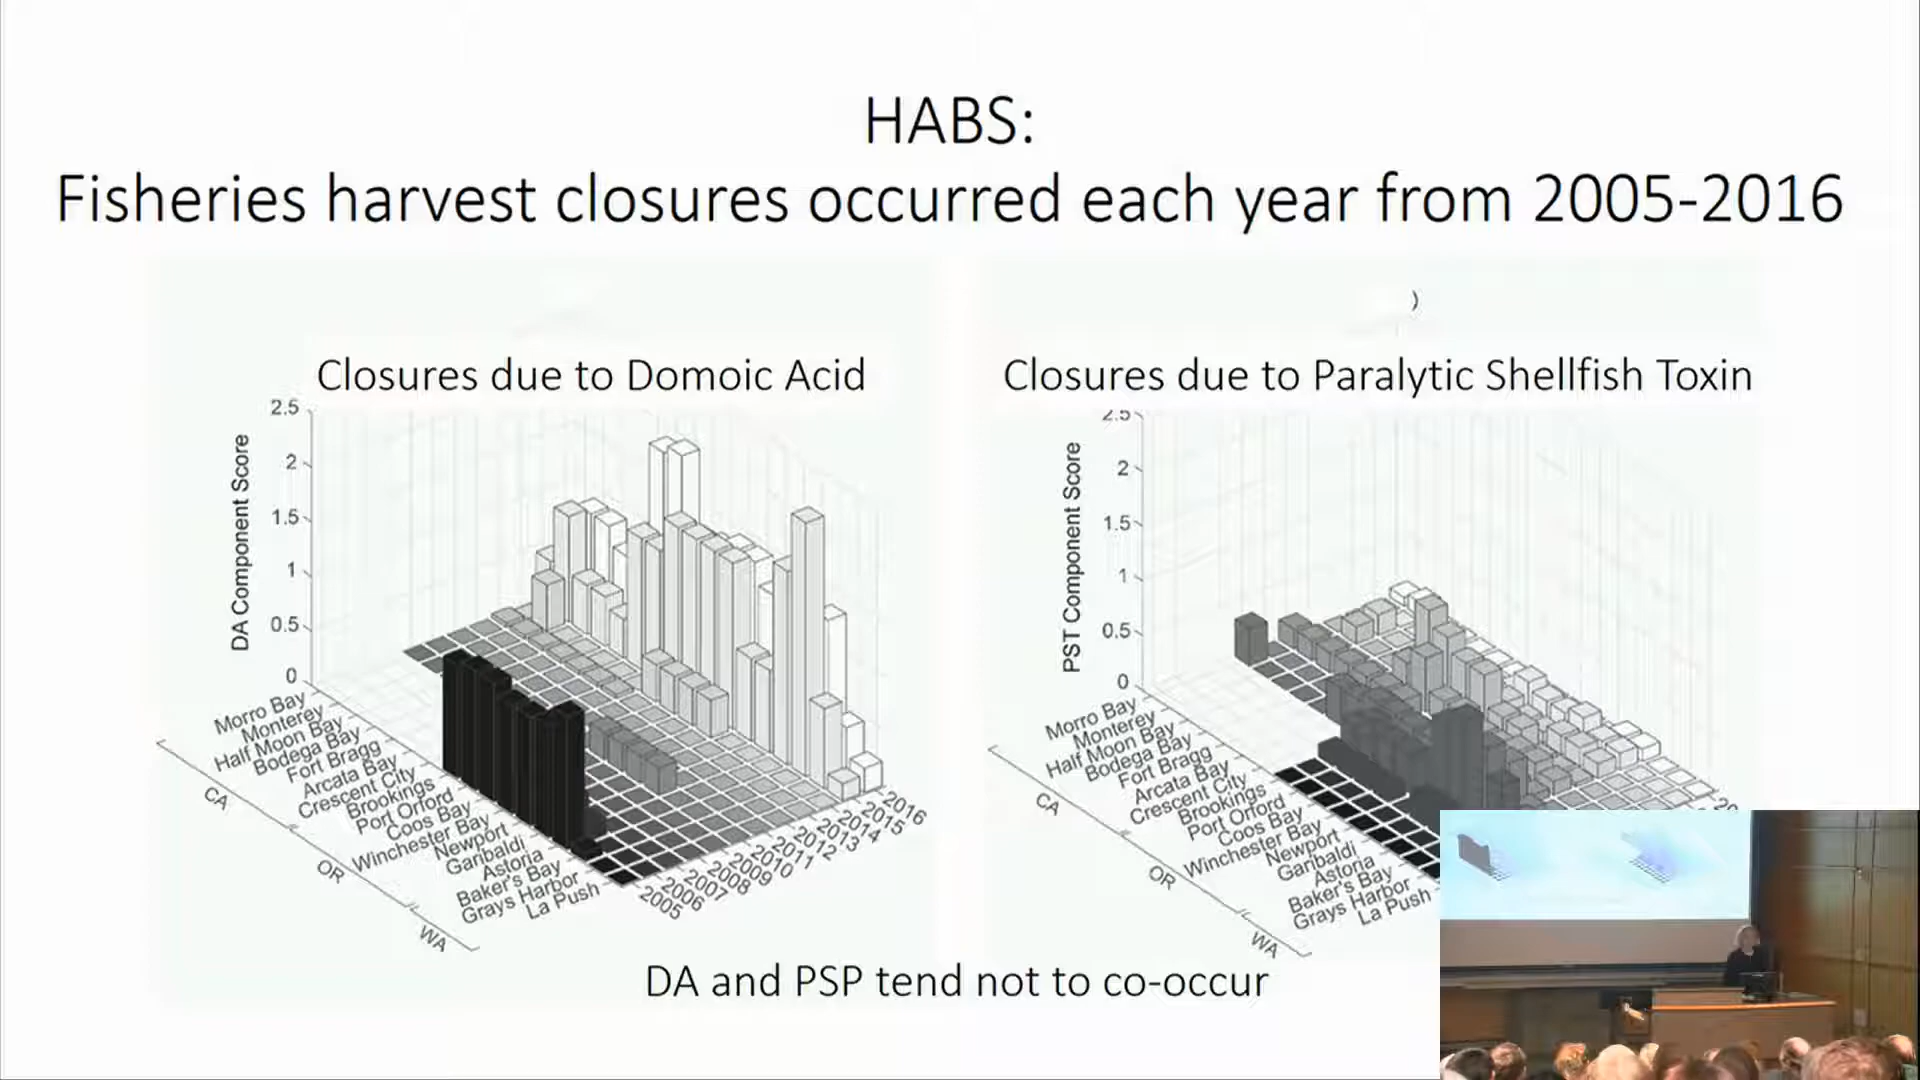 HABS:
Fisheries harvest closures occurred each year from 2005-2016
)
Closures due to Domoic Acid
2.5
2
1.5
1
0.5
0
DA Component Score
Morro Bay
Monterey
Half Moon Bay
Bodega Bay
Fort Bragg
Arcata Bay
Crescent City
Brookings
Port Orford
Coos Bay
Winchester Bay
Newport
Garibaldi
Astoria
Baker's Bay
Grays Harbor
La Push
CA
OR
WA
2005
2006
2007
2008
2009
2010
2011
2012
2013
2014
2015
2016
Closures due to Paralytic Shellfish Toxin
2.5
2
1.5
1
0.5
0
PST Component Score
Morro Bay
Monterey
Half Moon Bay
Bodega Bay
Fort Bragg
Arcata Bay
Crescent City
Brookings
Port Orford
Coos Bay
Winchester Bay
Newport
Garibaldi
Astoria
Baker's Bay
Grays Harbor
La Push
CA
OR
WA
DA and PSP tend not to co-occur